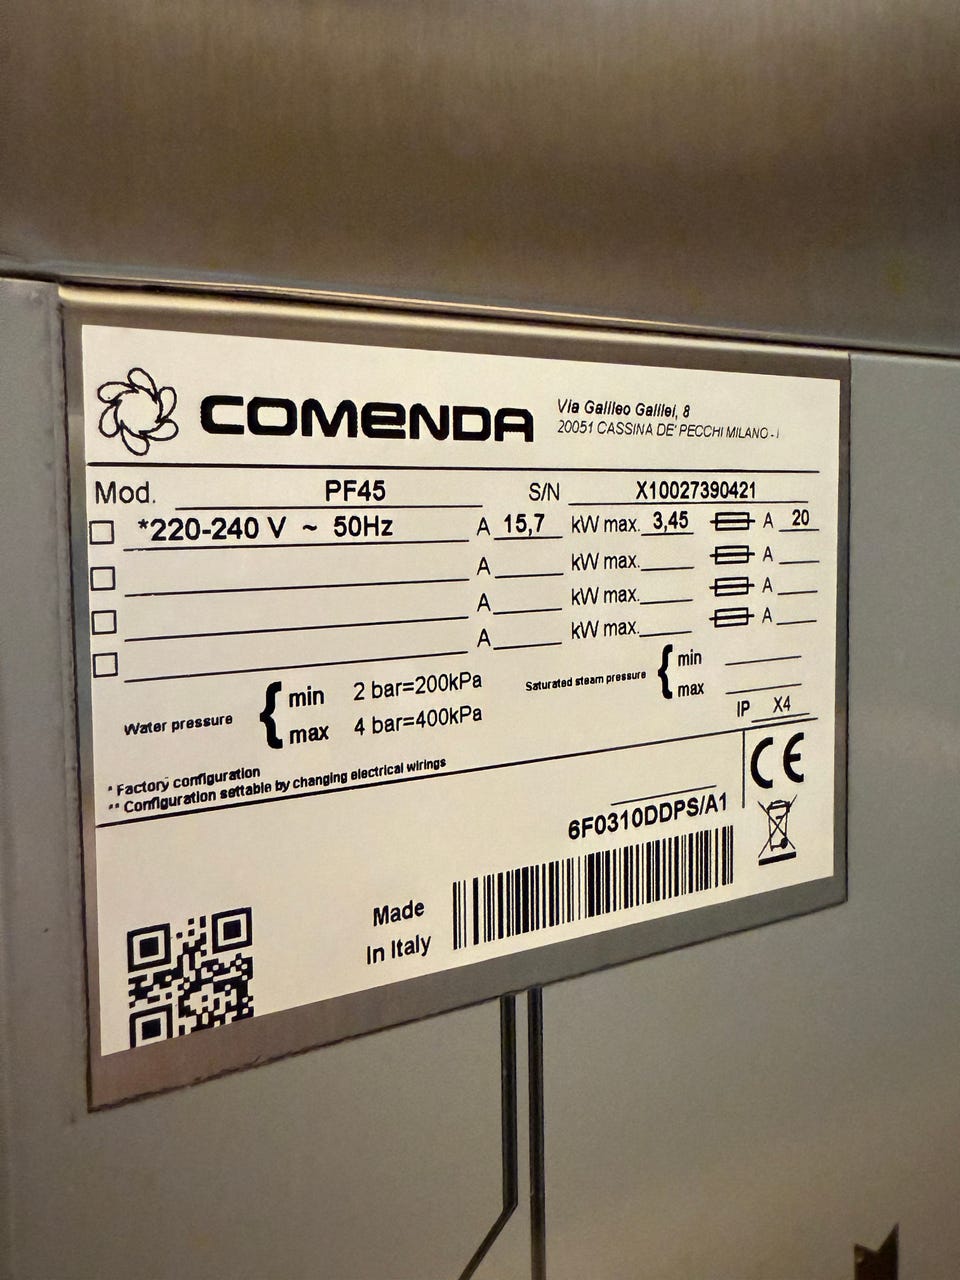 COMENDA
Via Galileo Galilei, 8
20051 CASSINA DE' PECCHI MILANO - I
Mod. PF45 S/N X10027390421
*220-240 V ~ 50Hz A 15,7 kW max. 3,45 A 20
A kW max. A
A kW max. A
A kW max. A
Water pressure { min 2 bar=200kPa
max 4 bar=400kPa
Saturated steam pressure { min
max
IP X4
* Factory configuration
** Configuration settable by changing electrical wirings
CE
6F0310DDPS/A1
Made
In Italy